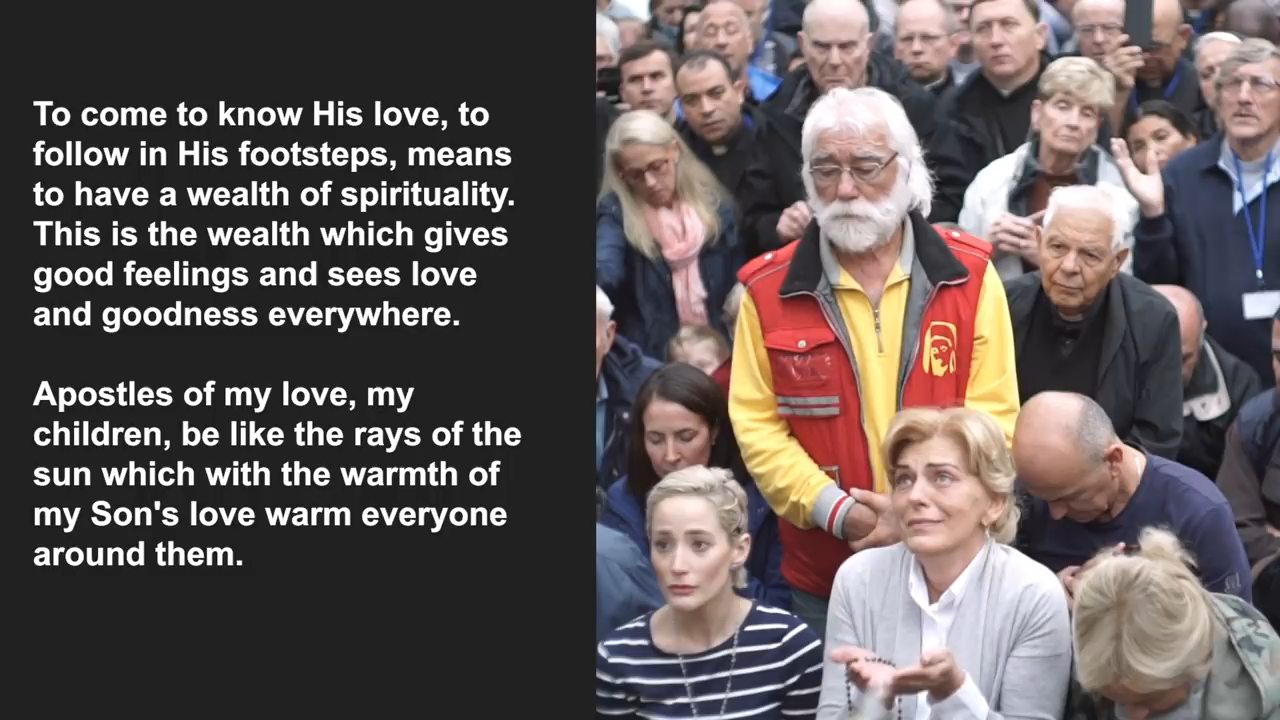 To come to know His love, to
follow in His footsteps, means
to have a wealth of spirituality.
This is the wealth which gives
good feelings and sees love
and goodness everywhere.
Apostles of my love, my
children, be like the rays of the
sun which with the warmth of
my Son's love warm everyone
around them.